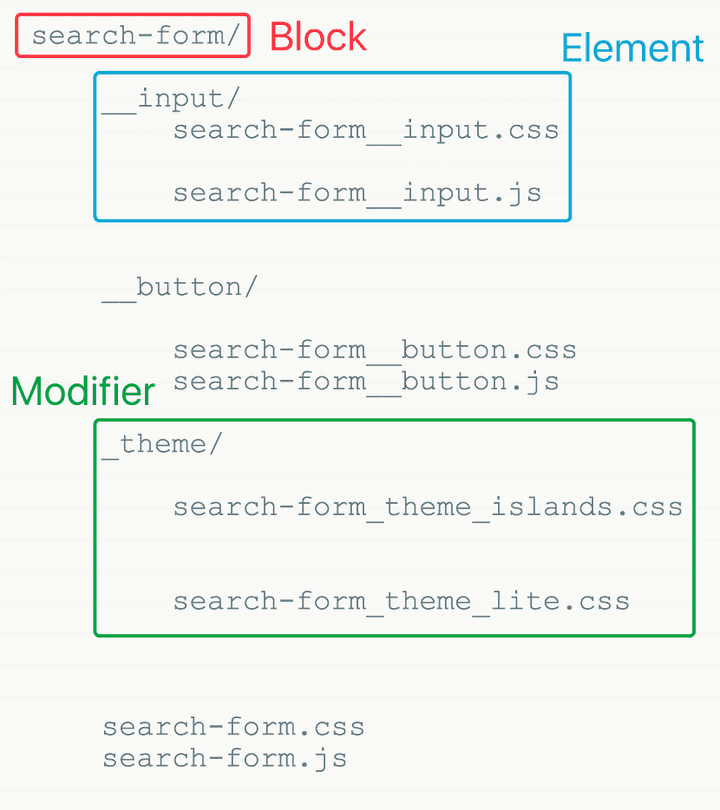 search-form/ Block
Element
__input/
search-form__input.css
search-form__input.js
__button/
search-form__button.css
Modifier search-form__button.js
_theme/
search-form_theme_islands.css
search-form_theme_lite.css
search-form.css
search-form.js